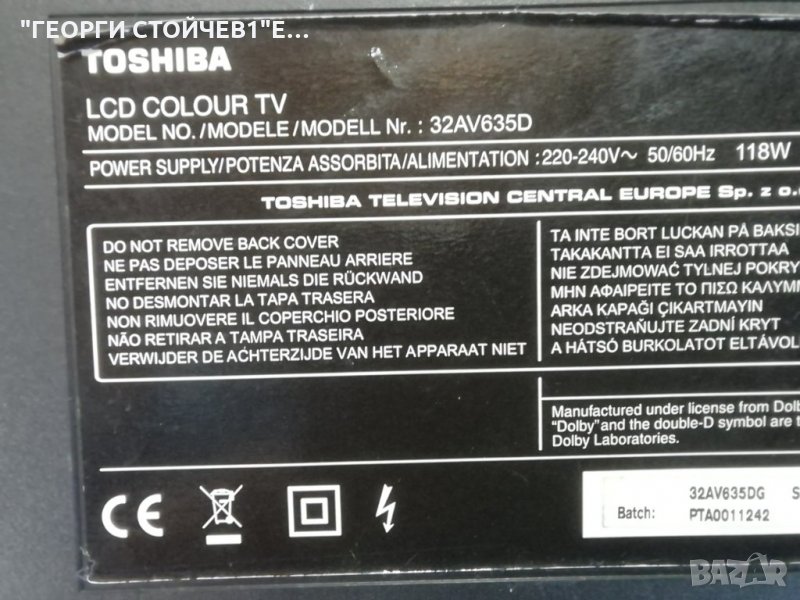 "ГЕОРГИ СТОЙЧЕВ1"Е...
TOSHIBA
LCD COLOUR TV
MODEL NO./MODELE/MODELL Nr. : 32AV635D
POWER SUPPLY/POTENZA ASSORBITA/ALIMENTATION :220-240V~ 50/60Hz 118W
TOSHIBA TELEVISION CENTRAL EUROPE Sp. z o.
DO NOT REMOVE BACK COVER
NE PAS DEPOSER LE PANNEAU ARRIERE
ENTFERNEN SIE NIEMALS DIE RÜCKWAND
NO DESMONTAR LA TAPA TRASERA
NON RIMUOVERE IL COPERCHIO POSTERIORE
NÃO RETIRAR A TAMPA TRASEIRA
VERWIJDER DE AĆHTERZIJDE VAN HET APPARAAT NIET
TA INTE BORT LUCKAN PÅ BAKSI
TAKAKANTTA EI SAA IRROTTAA
NIE ZDEJMOWAĆ TYLNEJ POKRY
ΜΗΝ ΑΦΑΙΡΕΙΤΕ ΤΟ ΠΙΣΩ ΚΑΛΥΜΜ
ARKA KAPAĞI ÇIKARTMAYIN
NEODSTRAŇUJTE ZADNÍ KRYT
A HÁTSÓ BURKOLATOT ELTÁVOL
Manufactured under license from Dolb
"Dolby"and the double-D symbol are t
Dolby Laboratories.
CE
32AV635DG S
Batch: PTA0011242
BAZAR